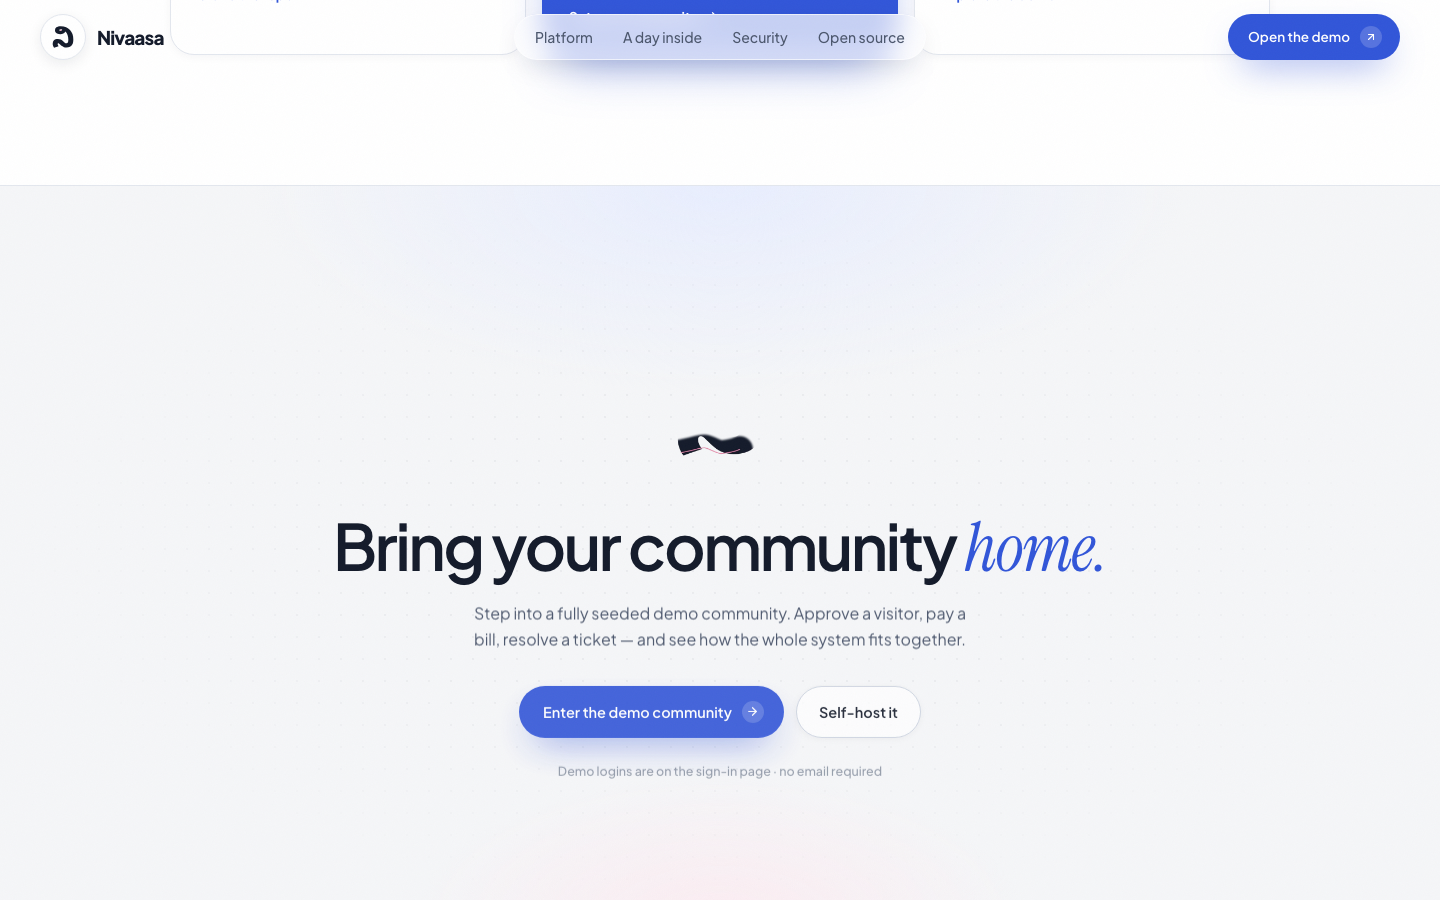 Nivaasa
Platform
A day inside
Security
Open source
Open the demo
Bring your community home.
Step into a fully seeded demo community. Approve a visitor, pay a
bill, resolve a ticket — and see how the whole system fits together.
Enter the demo community
Self-host it
Demo logins are on the sign-in page · no email required